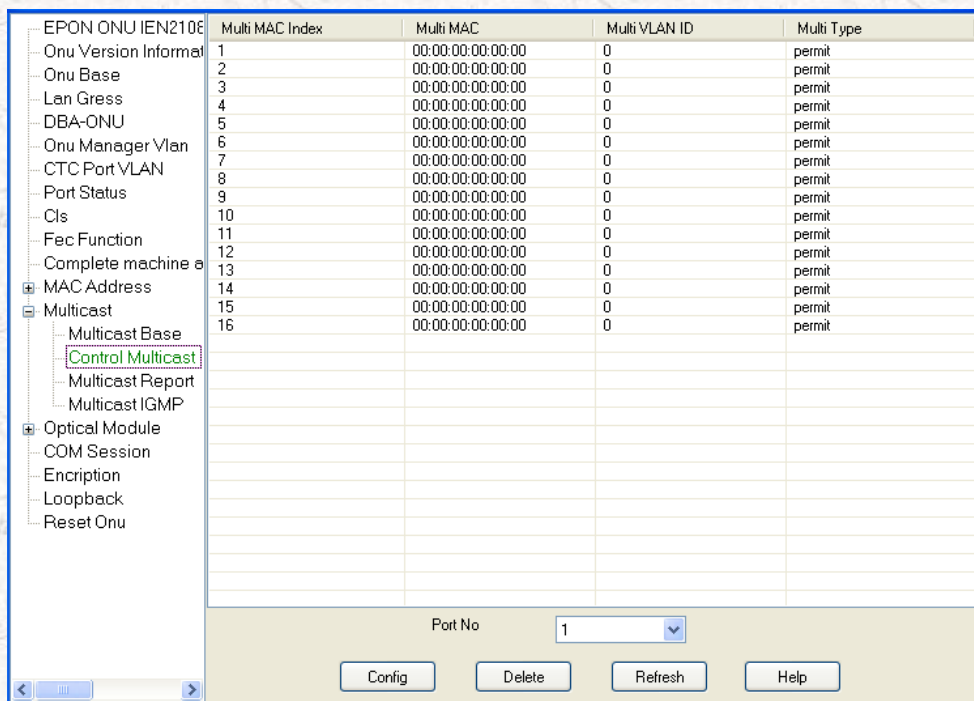 EPON ONU IEN2108
Onu Version Informat
Onu Base
Lan Gress
DBA-ONU
Onu Manager Vlan
CTC Port VLAN
Port Status
Cls
Fec Function
Complete machine a
MAC Address
Multicast
Multicast Base
Control Multicast
Multicast Report
Multicast IGMP
Optical Module
COM Session
Encription
Loopback
Reset Onu
Multi MAC Index Multi MAC Multi VLAN ID Multi Type
1 00:00:00:00:00:00 0 permit
2 00:00:00:00:00:00 0 permit
3 00:00:00:00:00:00 0 permit
4 00:00:00:00:00:00 0 permit
5 00:00:00:00:00:00 0 permit
6 00:00:00:00:00:00 0 permit
7 00:00:00:00:00:00 0 permit
8 00:00:00:00:00:00 0 permit
9 00:00:00:00:00:00 0 permit
10 00:00:00:00:00:00 0 permit
11 00:00:00:00:00:00 0 permit
12 00:00:00:00:00:00 0 permit
13 00:00:00:00:00:00 0 permit
14 00:00:00:00:00:00 0 permit
15 00:00:00:00:00:00 0 permit
16 00:00:00:00:00:00 0 permit
Port No 1
Config Delete Refresh Help